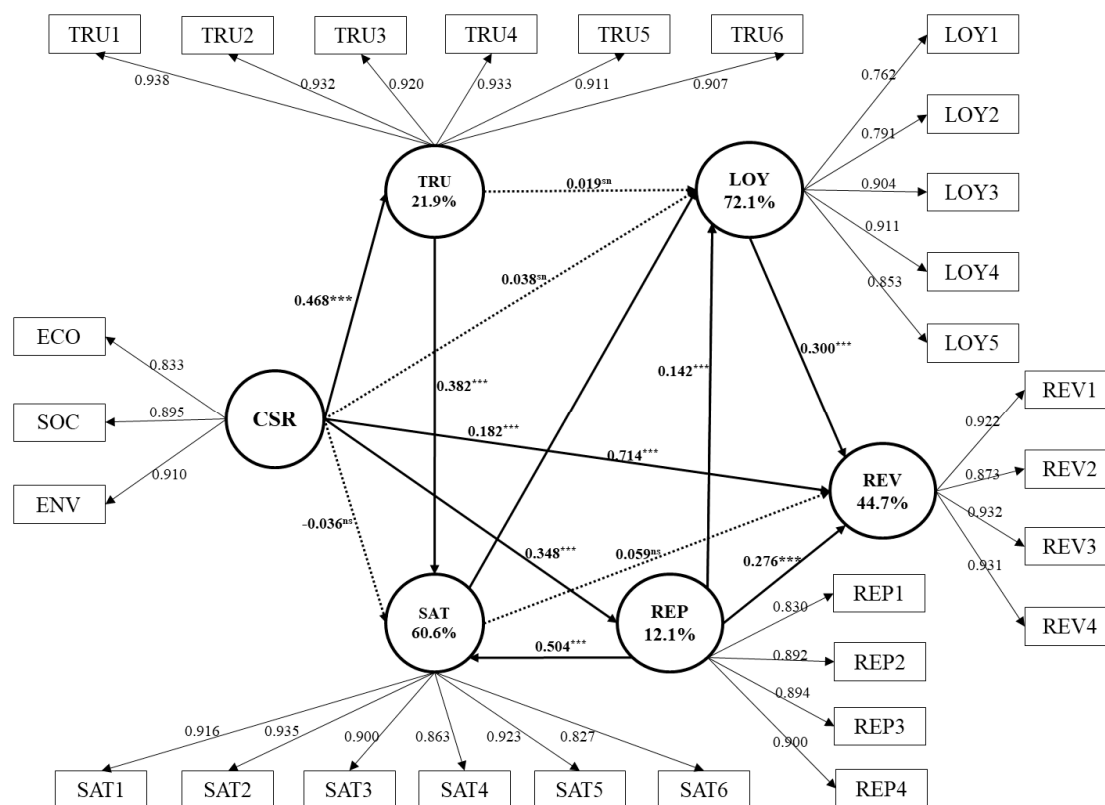 TRU1 TRU2 TRU3 TRU4 TRU5 TRU6
0.938 0.932 0.920 0.933 0.911 0.907
LOY1
LOY2
LOY3
LOY4
LOY5
0.762
0.791
0.904
0.911
0.853
TRU
21.9%
0.019sn
LOY
72.1%
0.038sn
0.468***
ECO
SOC
ENV
0.833
0.895
0.910
CSR
0.382***
0.142***
0.300***
0.182***
0.714***
REV
44.7%
REV1
REV2
REV3
REV4
0.922
0.873
0.932
0.931
-0.036ns
0.348***
0.059ns
0.276***
SAT
60.6%
0.504***
REP
12.1%
REP1
REP2
REP3
REP4
0.830
0.892
0.894
0.900
0.916 0.935 0.900 0.863 0.923 0.827
SAT1 SAT2 SAT3 SAT4 SAT5 SAT6